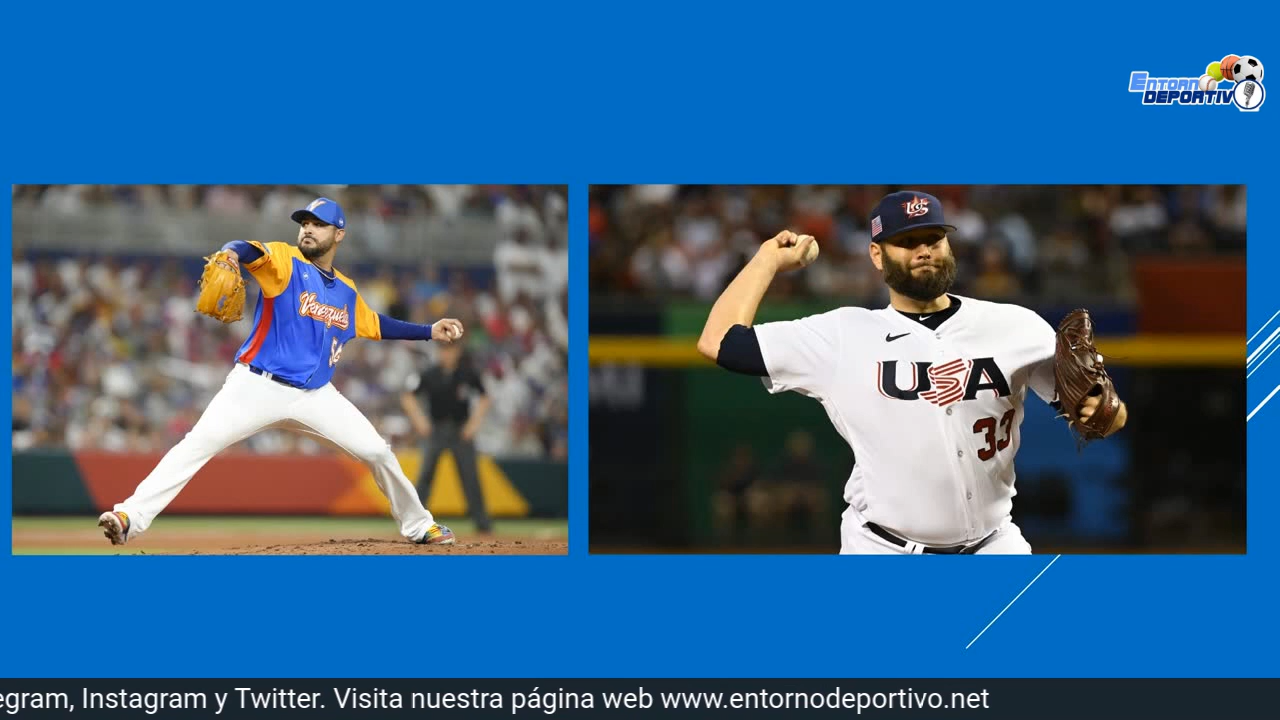 ENTORNO
DEPORTIVO
Venezuela
USA
33
egram, Instagram y Twitter. Visita nuestra página web www.entornodeportivo.net